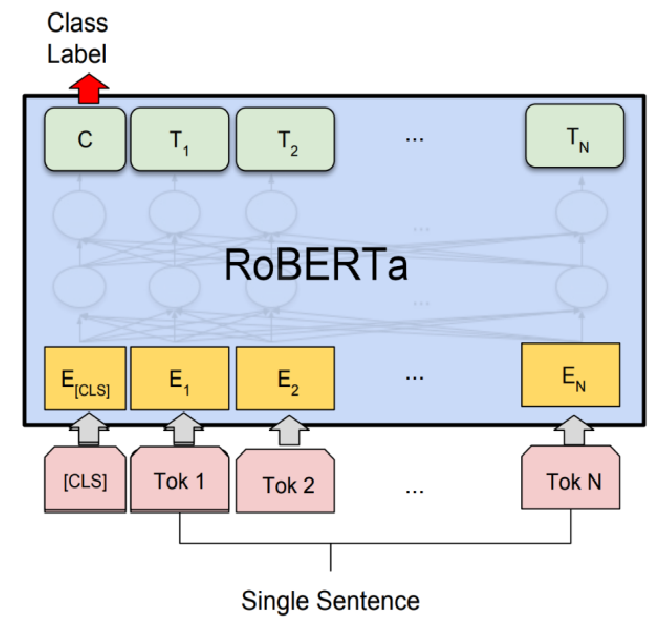 Class
Label
C T1 T2 ... TN
...
RoBERTa
...
E[CLS] E1 E2 ... EN
[CLS] Tok 1 Tok 2 ... Tok N
Single Sentence